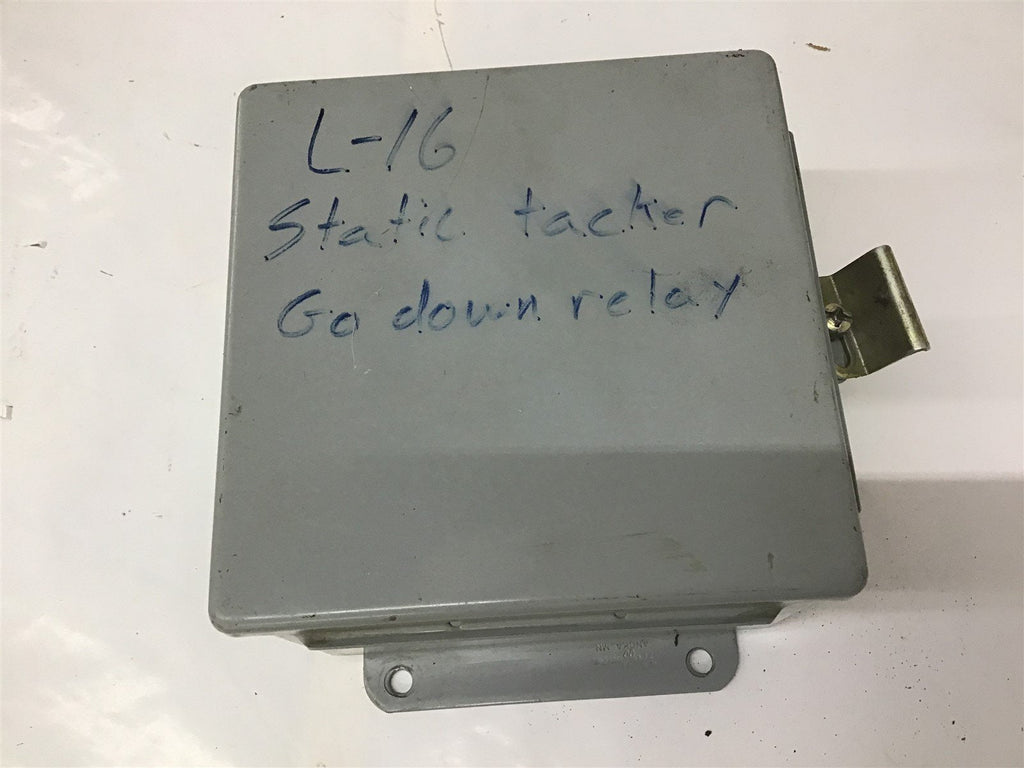 L-16
Static tacker
Go down relay